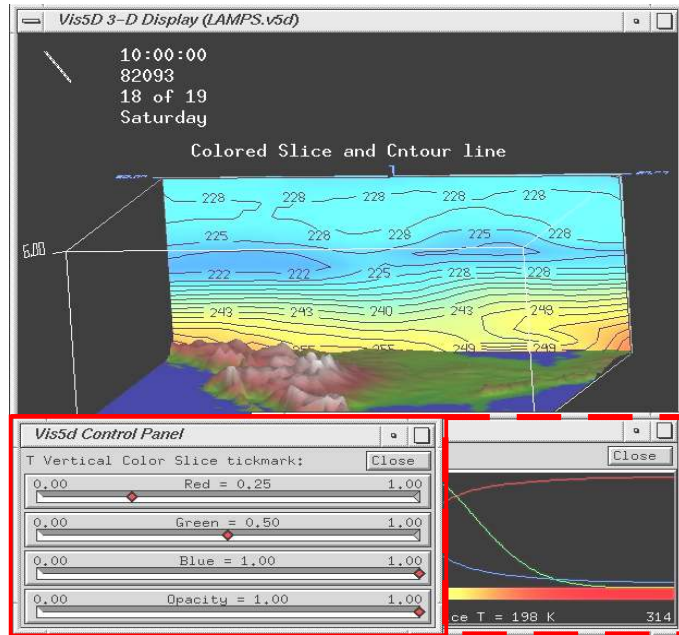 Vis5D 3-D Display (LAMPS.v5d)
10:00:00
82093
18 of 19
Saturday
Colored Slice and Cntour line
1
228 228 228 228 228
225 228 228 228
222 222 225 228 228
243 243 240 243 249
255 255 249 249
5.00
Vis5d Control Panel
T Vertical Color Slice tickmark: Close
0.00 Red = 0.25 1.00
0.00 Green = 0.50 1.00
0.00 Blue = 1.00 1.00
0.00 Opacity = 1.00 1.00
Close
ce T = 198 K 314